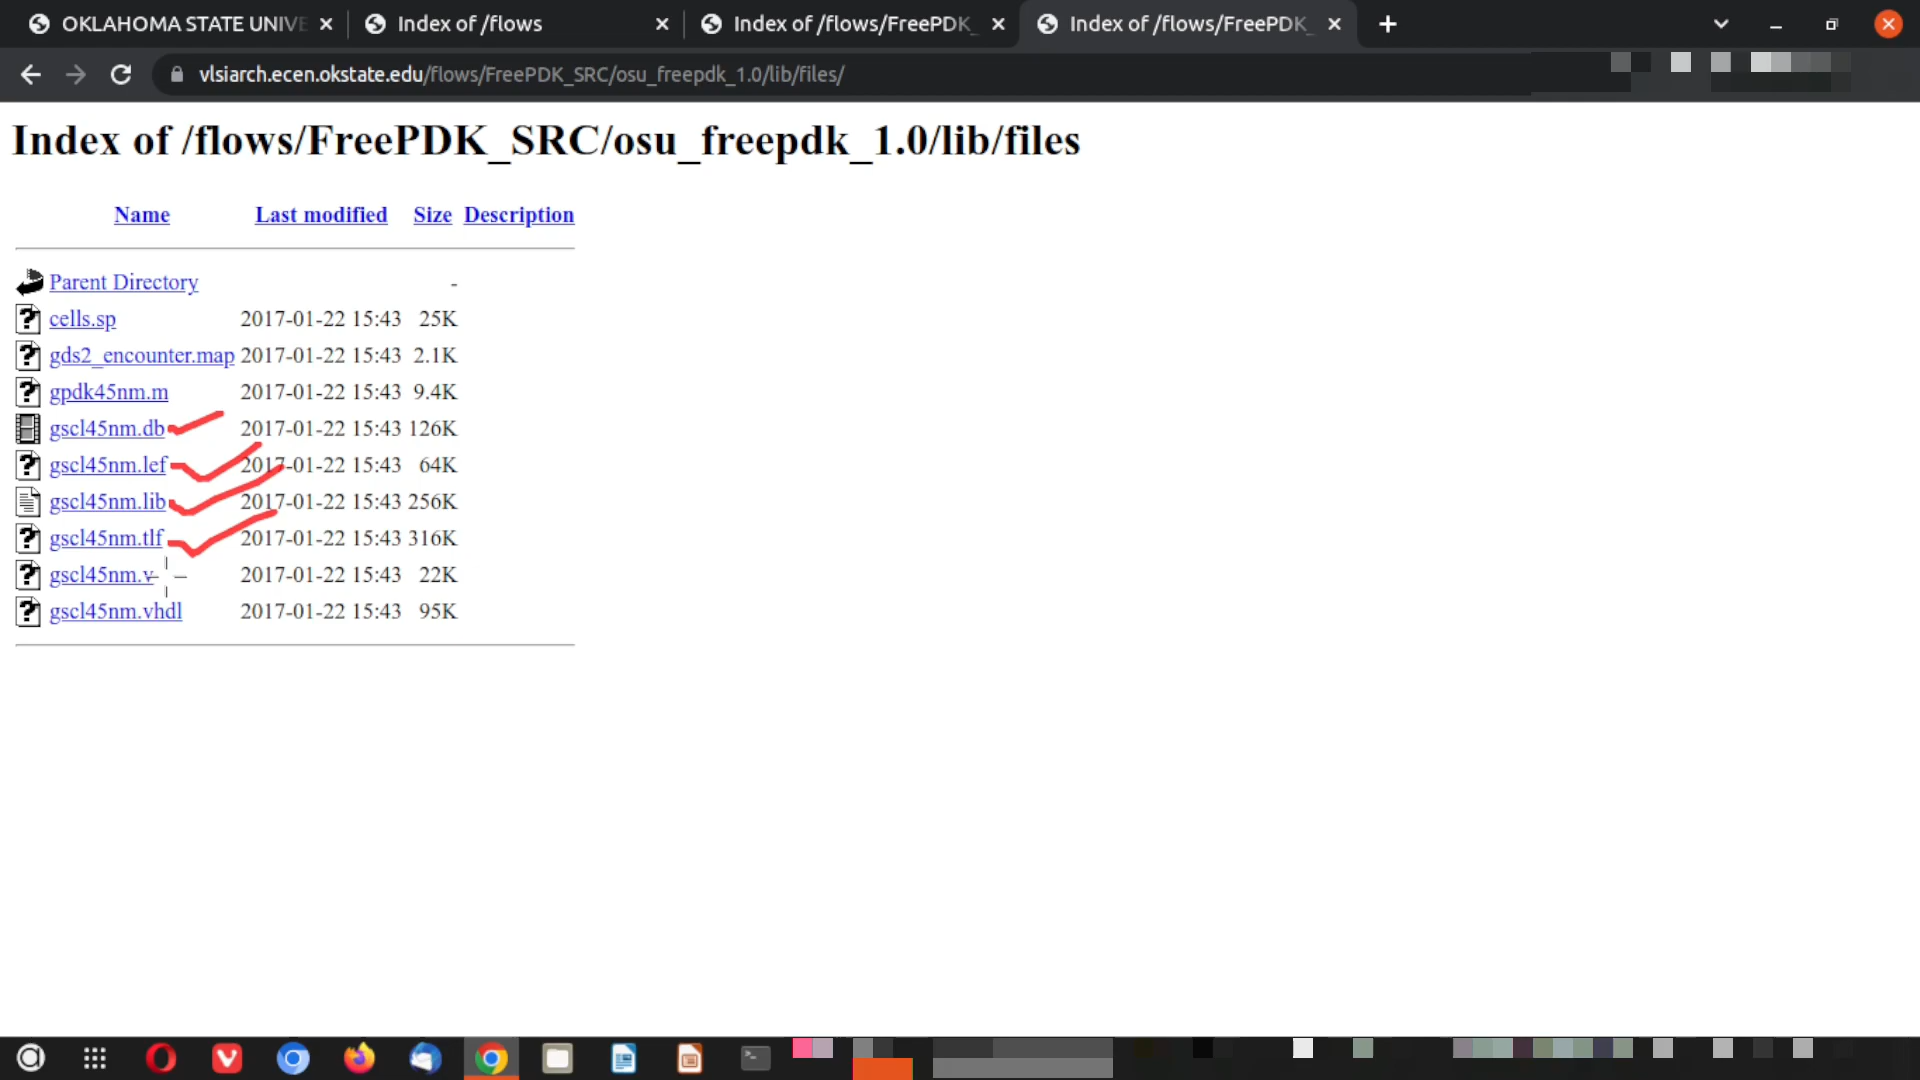 OKLAHOMA STATE UNIVE
Index of /flows
Index of /flows/FreePDK_
Index of /flows/FreePDK_
vlsiarch.ecen.okstate.edu/flows/FreePDK_SRC/osu_freepdk_1.0/lib/files/
Index of /flows/FreePDK_SRC/osu_freepdk_1.0/lib/files
Name Last modified Size Description
Parent Directory -
cells.sp 2017-01-22 15:43 25K
gds2_encounter.map 2017-01-22 15:43 2.1K
gpdk45nm.m 2017-01-22 15:43 9.4K
gscl45nm.db 2017-01-22 15:43 126K
gscl45nm.lef 2017-01-22 15:43 64K
gscl45nm.lib 2017-01-22 15:43 256K
gscl45nm.tlf 2017-01-22 15:43 316K
gscl45nm.v 2017-01-22 15:43 22K
gscl45nm.vhdl 2017-01-22 15:43 95K